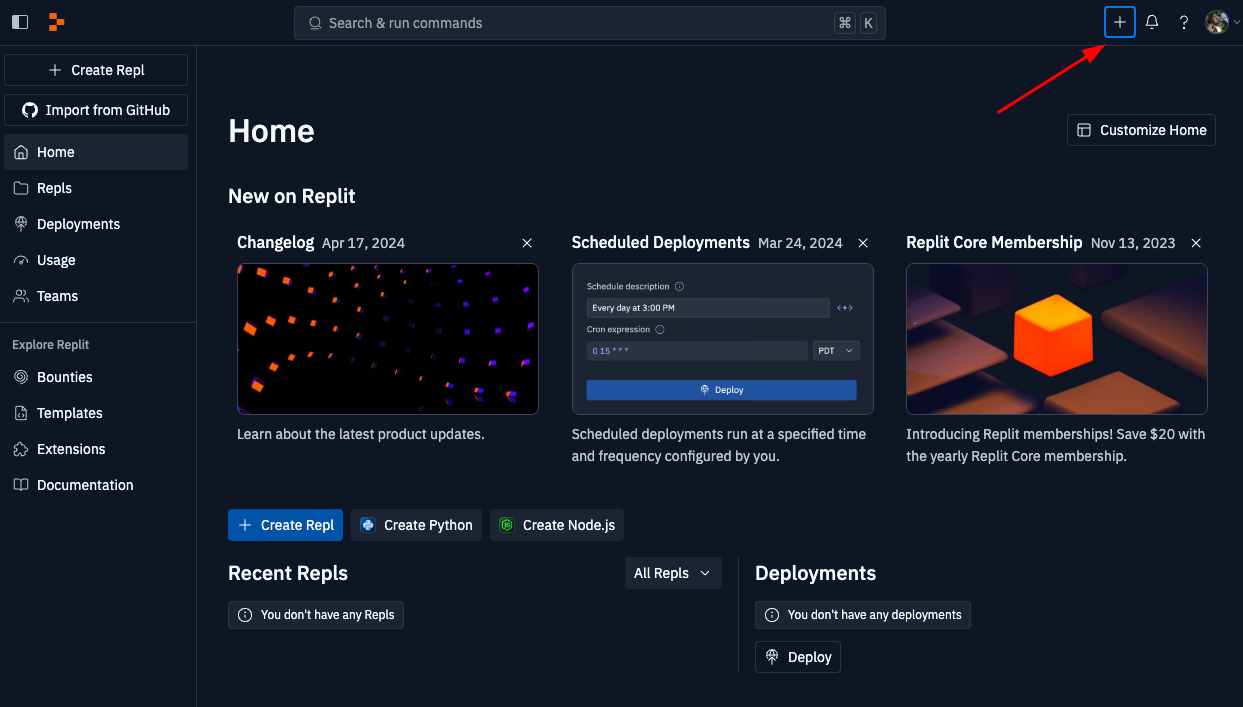 Search & run commands
⌘ K
+
?
+ Create Repl
Import from GitHub
Home
Repls
Deployments
Usage
Teams
Explore Replit
Bounties
Templates
Extensions
Documentation
Home
Customize Home
New on Replit
Changelog Apr 17, 2024
Learn about the latest product updates.
Scheduled Deployments Mar 24, 2024
Schedule description
Every day at 3:00 PM
Cron expression
0 15 * * *
PDT
Deploy
Scheduled deployments run at a specified time
and frequency configured by you.
Replit Core Membership Nov 13, 2023
Introducing Replit memberships! Save $20 with
the yearly Replit Core membership.
+ Create Repl
Create Python
Create Node.js
Recent Repls
All Repls
You don't have any Repls
Deployments
You don't have any deployments
Deploy